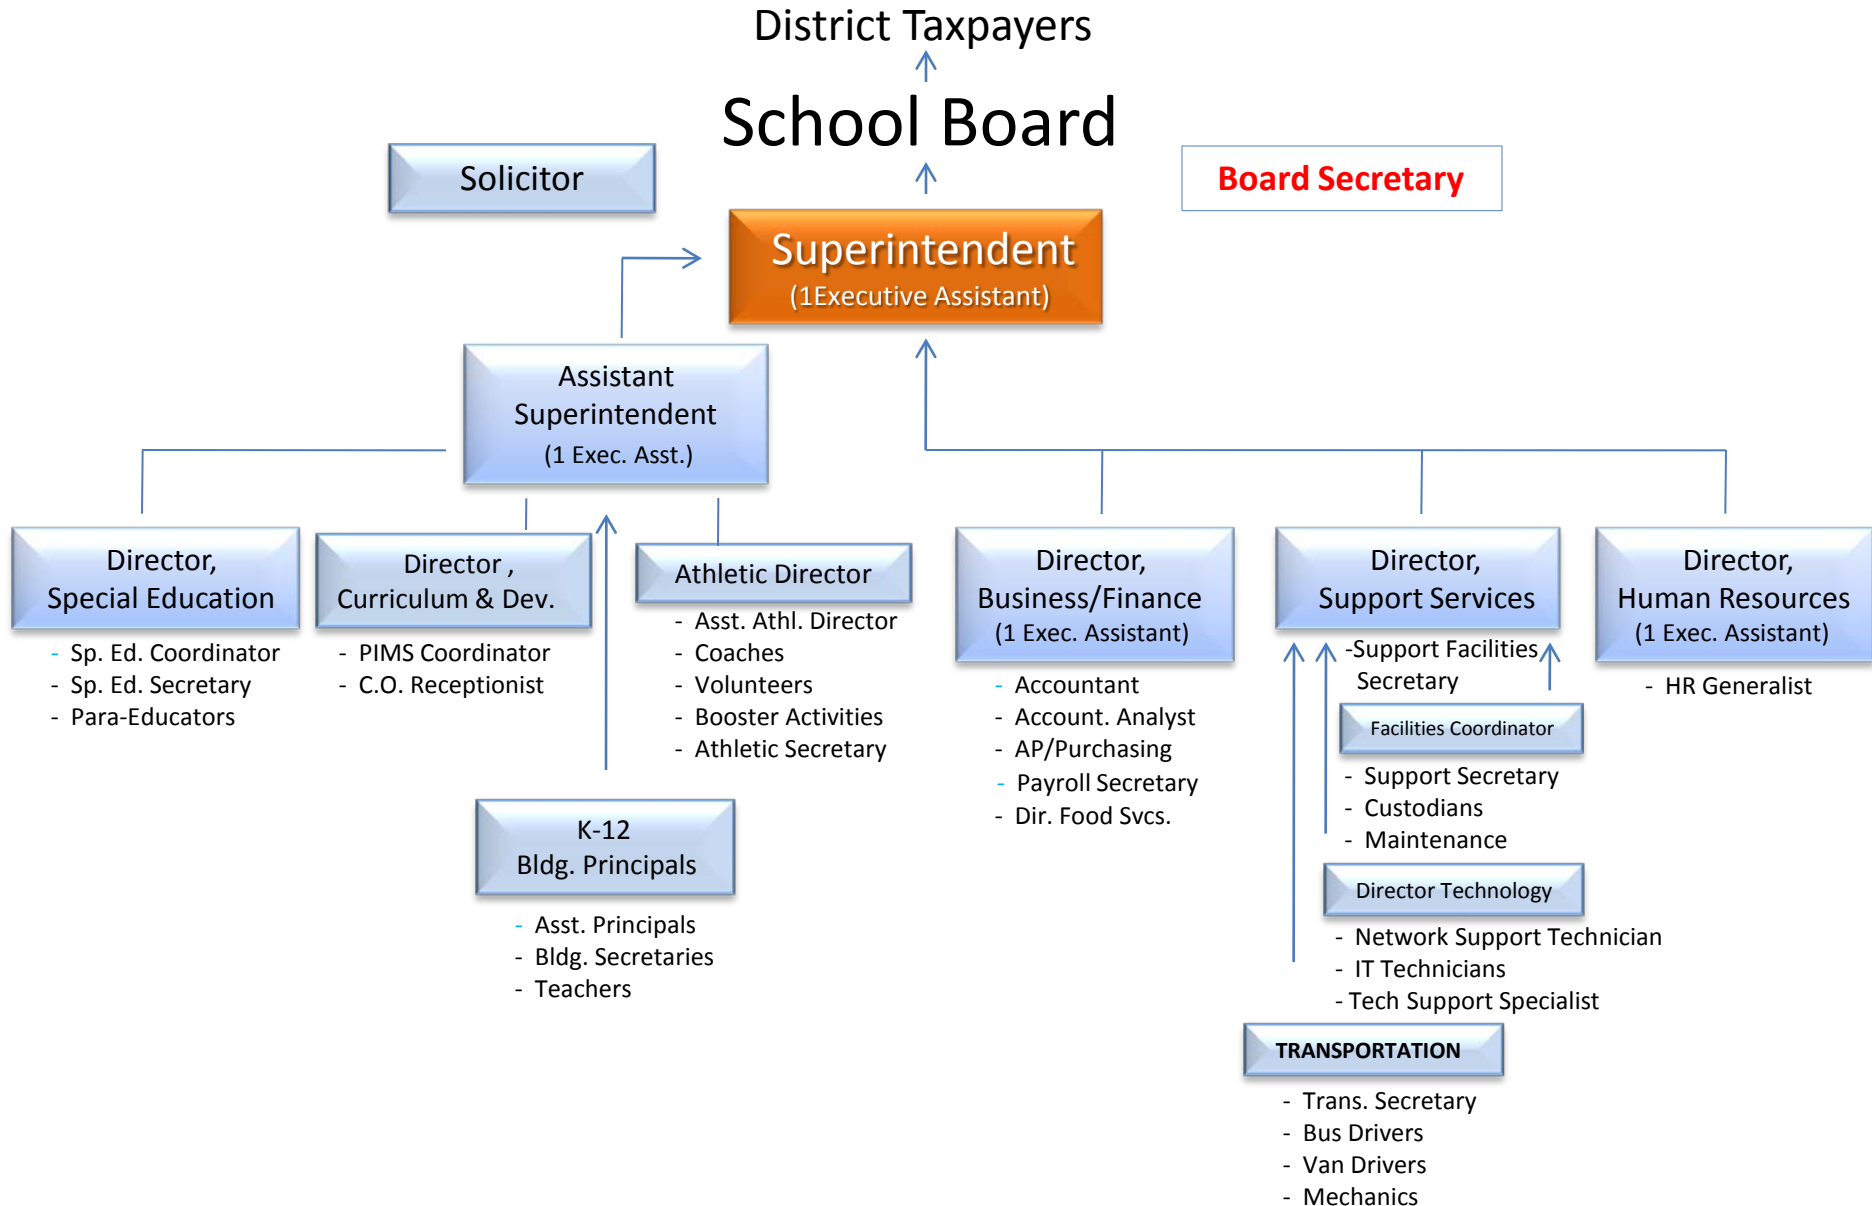 District Taxpayers
School Board
Solicitor
Board Secretary
Superintendent
(1Executive Assistant)
Assistant
Superintendent
(1 Exec. Asst.)
Director,
Special Education
- Sp. Ed. Coordinator
- Sp. Ed. Secretary
- Para-Educators
Director ,
Curriculum & Dev.
- PIMS Coordinator
- C.O. Receptionist
Athletic Director
- Asst. Athl. Director
- Coaches
- Volunteers
- Booster Activities
- Athletic Secretary
K-12
Bldg. Principals
- Asst. Principals
- Bldg. Secretaries
- Teachers
Director,
Business/Finance
(1 Exec. Assistant)
- Accountant
- Account. Analyst
- AP/Purchasing
- Payroll Secretary
- Dir. Food Svcs.
Director,
Support Services
-Support Facilities
Secretary
Facilities Coordinator
- Support Secretary
- Custodians
- Maintenance
Director Technology
- Network Support Technician
- IT Technicians
- Tech Support Specialist
TRANSPORTATION
- Trans. Secretary
- Bus Drivers
- Van Drivers
- Mechanics
Director,
Human Resources
(1 Exec. Assistant)
- HR Generalist